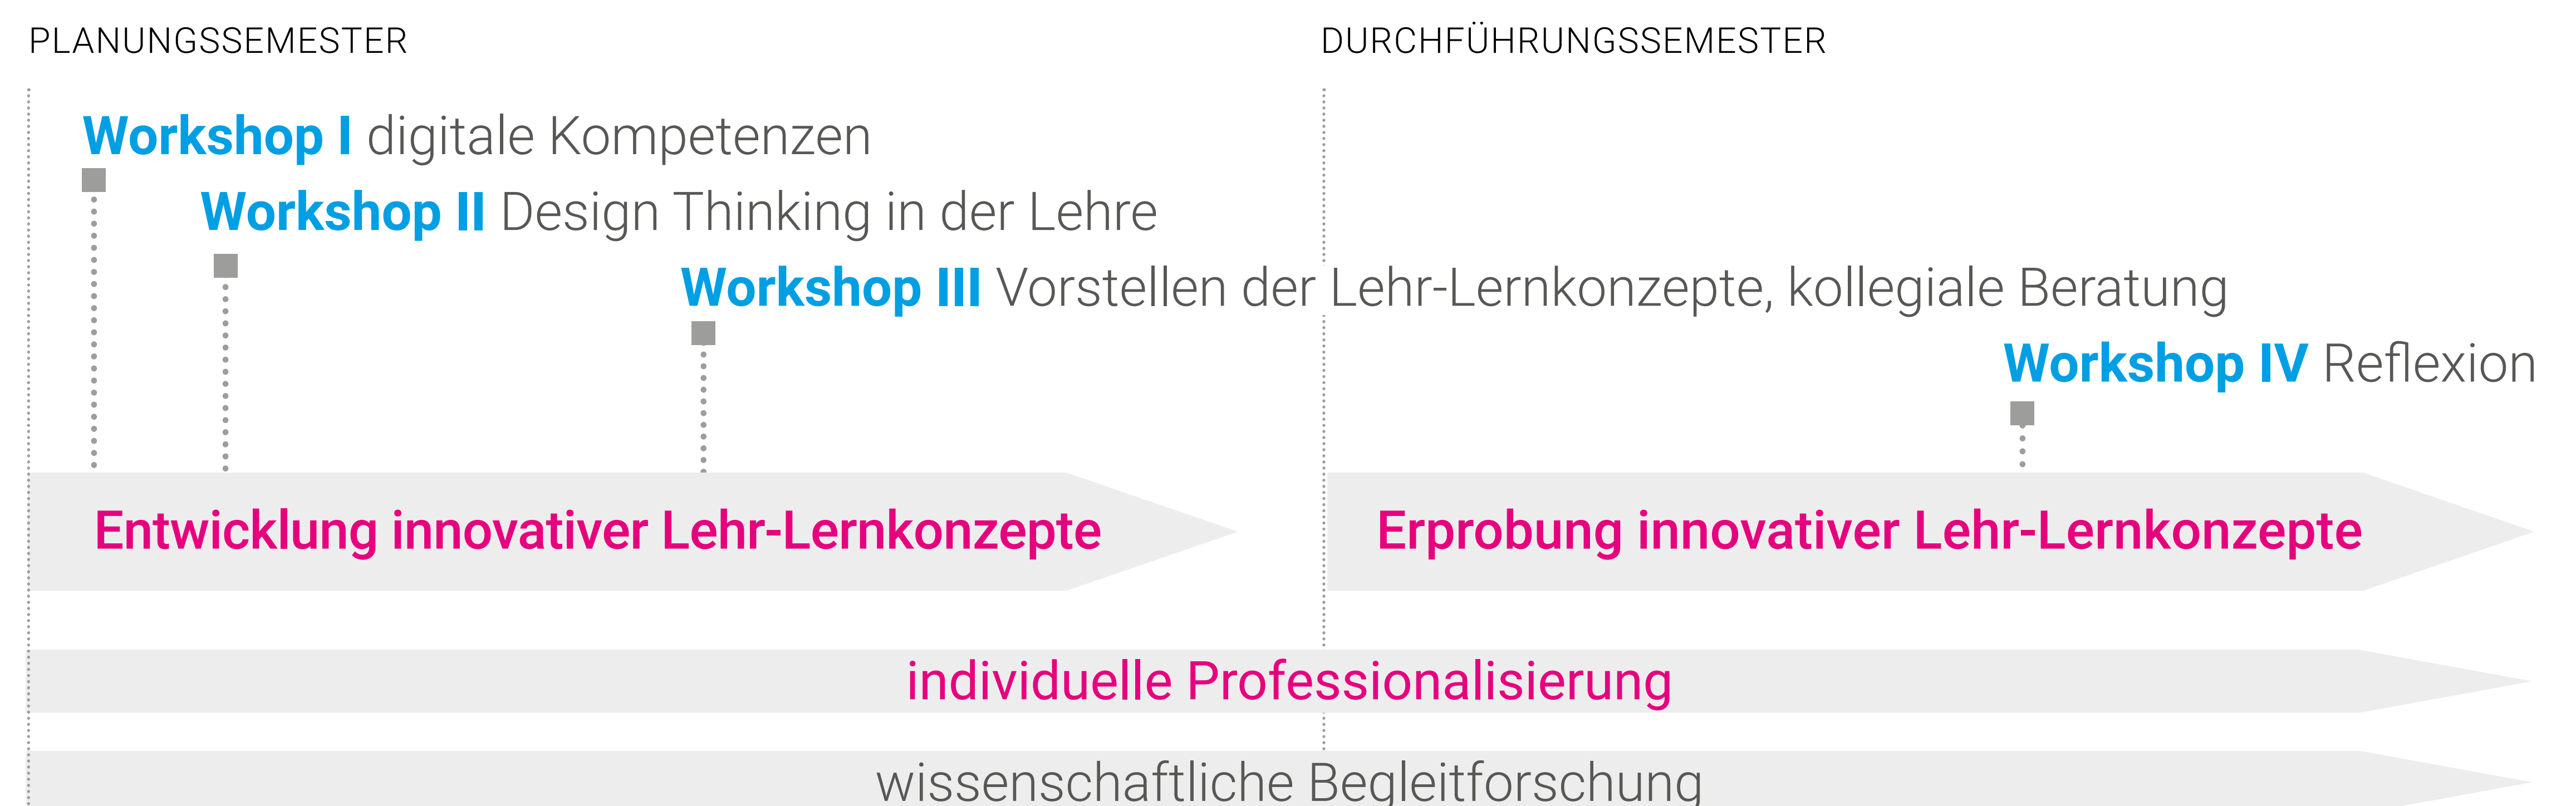 PLANUNGSSEMESTER
DURCHFÜHRUNGSSEMESTER
Workshop I digitale Kompetenzen
Workshop II Design Thinking in der Lehre
Workshop III Vorstellen der Lehr-Lernkonzepte, kollegiale Beratung
Workshop IV Reflexion
Entwicklung innovativer Lehr-Lernkonzepte
Erprobung innovativer Lehr-Lernkonzepte
individuelle Professionalisierung
wissenschaftliche Begleitforschung